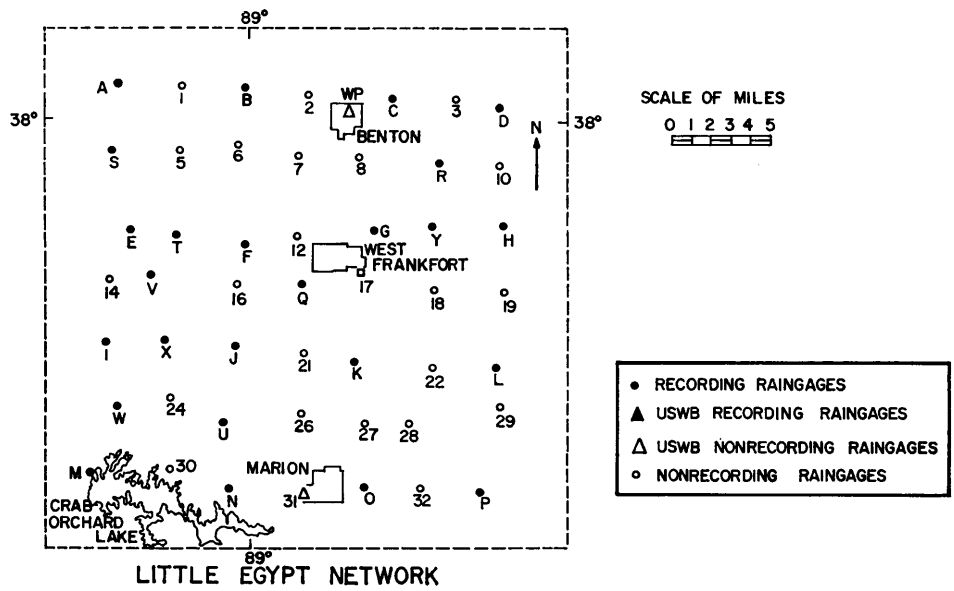 89°
A
1
B
2
WP
C
3
D
38°
38°
BENTON
N
S
5
6
7
8
R
10
E
T
F
12
G
Y
H
WEST
FRANKFORT
14
V
16
Q
17
18
19
I
X
J
21
K
22
L
W
24
U
26
27
28
29
M
30
MARION
N
31
O
32
P
CRAB
ORCHARD
LAKE
89°
LITTLE EGYPT NETWORK
SCALE OF MILES
0 1 2 3 4 5
RECORDING RAINGAGES
USWB RECORDING RAINGAGES
USWB NONRECORDING RAINGAGES
NONRECORDING RAINGAGES